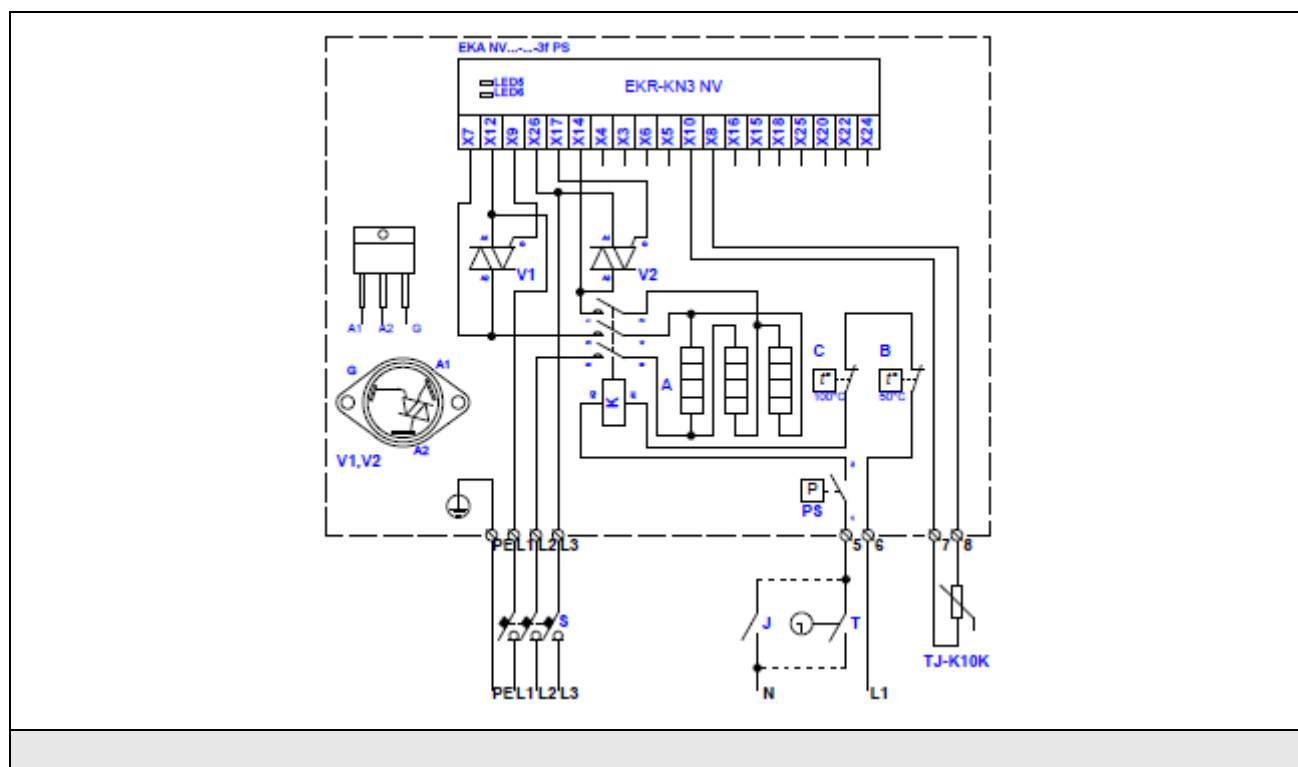 EKA NV...-...-3f PS
LED5
LED6
EKR-KN3 NV
X7 X12 X9 X26 X17 X14 X4 X3 X6 X5 X10 X8 X16 X15 X18 X25 X20 X22 X24
V1
V2
A1 A2 G
G
A1
A2
V1,V2
A
K
C
t°
100°C
B
t°
50°C
P
PS
PE L1 L2 L3
5 6 7 8
S
J
T
TJ-K10K
PE L1 L2 L3
N
L1